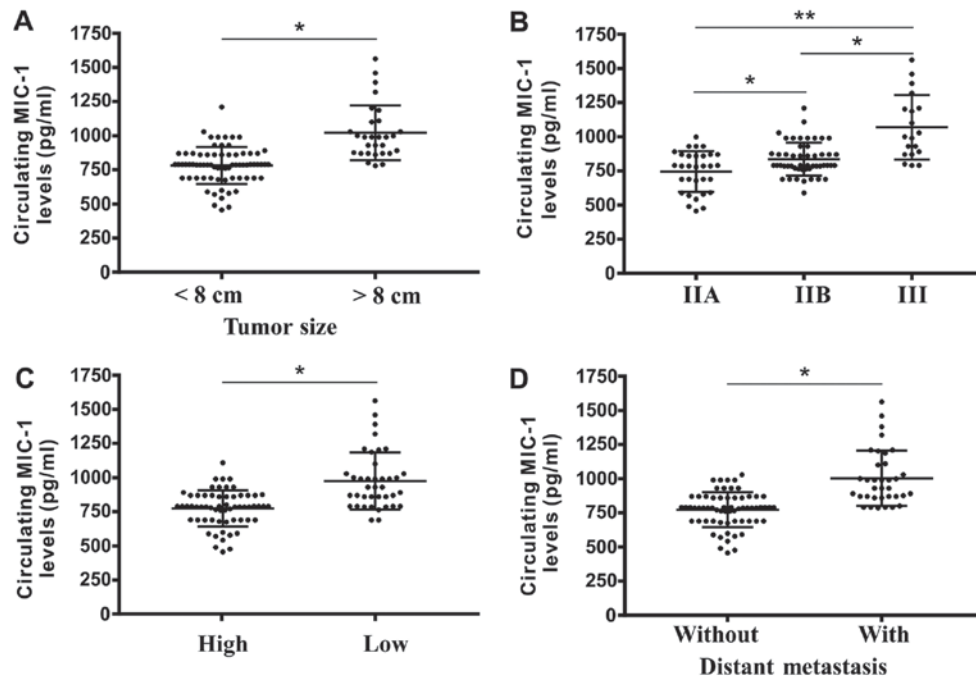 A
Circulating MIC-1
levels (pg/ml)
1750
1500
1250
1000
750
500
250
0
*
< 8 cm
> 8 cm
Tumor size
B
Circulating MIC-1
levels (pg/ml)
1750
1500
1250
1000
750
500
250
0
**
*
*
IIA
IIB
III
C
Circulating MIC-1
levels (pg/ml)
1750
1500
1250
1000
750
500
250
0
*
High
Low
D
Circulating MIC-1
levels (pg/ml)
1750
1500
1250
1000
750
500
250
0
*
Without
With
Distant metastasis